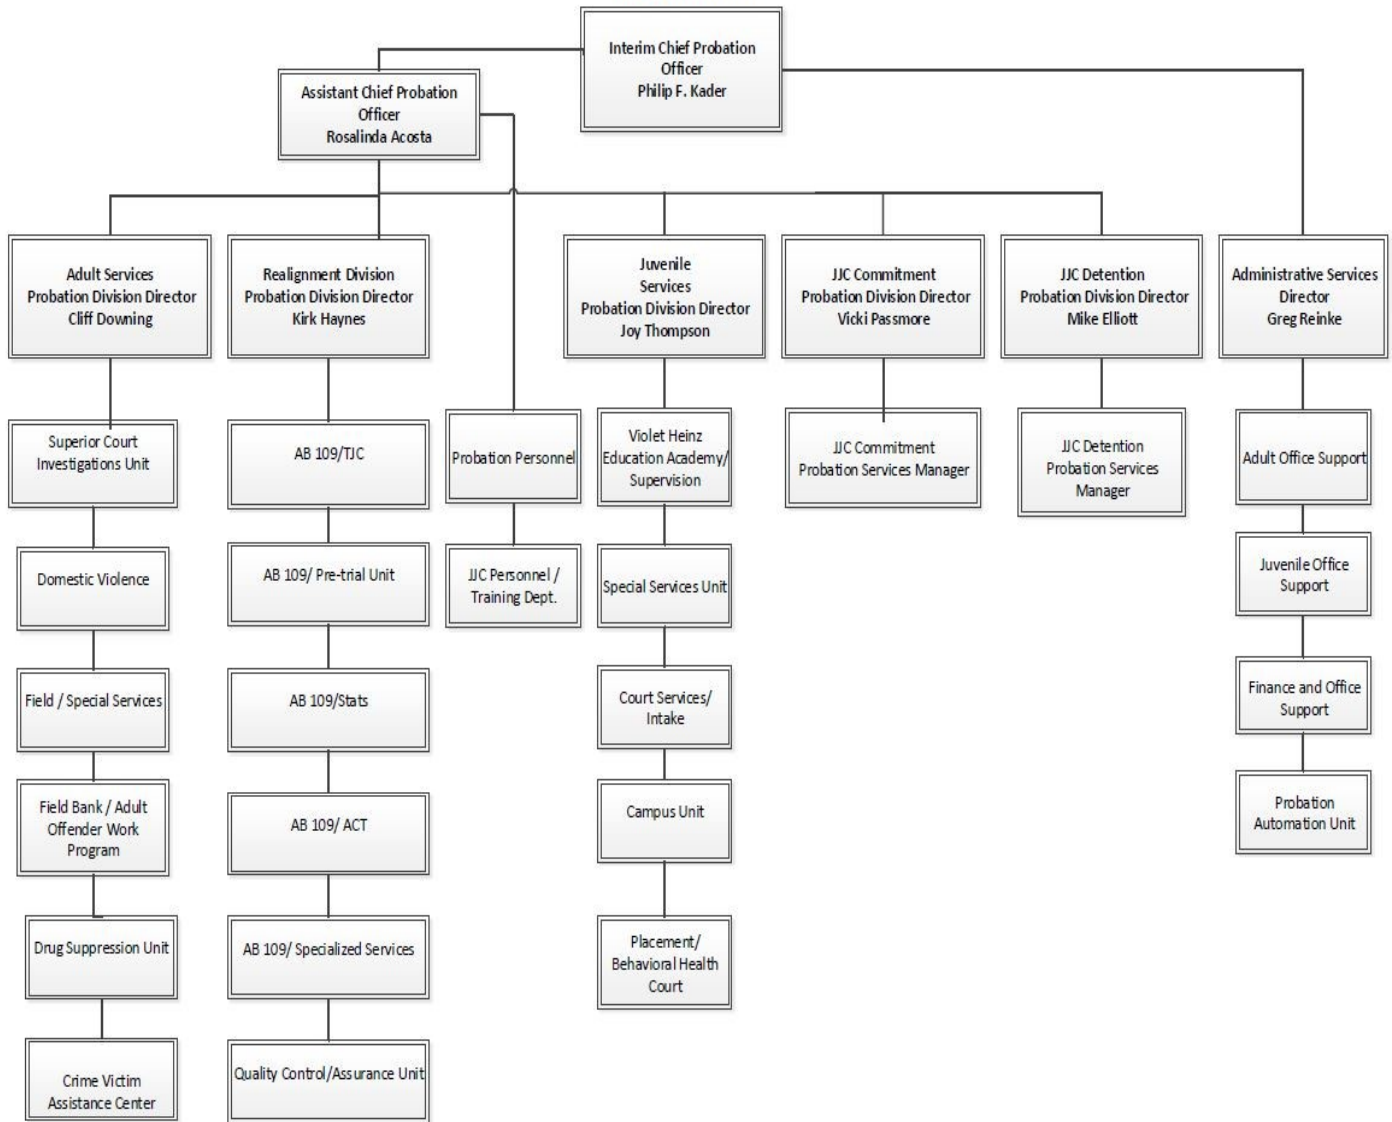 Interim Chief Probation
Officer
Philip F. Kader
Assistant Chief Probation
Officer
Rosalinda Acosta
Adult Services
Probation Division Director
Cliff Downing
Realignment Division
Probation Division Director
Kirk Haynes
Juvenile
Services
Probation Division Director
Joy Thompson
JJC Commitment
Probation Division Director
Vicki Passmore
JJC Detention
Probation Division Director
Mike Elliott
Administrative Services
Director
Greg Reinke
Superior Court
Investigations Unit
Domestic Violence
Field / Special Services
Field Bank / Adult
Offender Work
Program
Drug Suppression Unit
Crime Victim
Assistance Center
AB 109/TJC
AB 109/ Pre-trial Unit
AB 109/Stats
AB 109/ ACT
AB 109/ Specialized Services
Quality Control/Assurance Unit
Probation Personnel
JJC Personnel /
Training Dept.
Violet Heinz
Education Academy/
Supervision
Special Services Unit
Court Services/
Intake
Campus Unit
Placement/
Behavioral Health
Court
JJC Commitment
Probation Services Manager
JJC Detention
Probation Services
Manager
Adult Office Support
Juvenile Office
Support
Finance and Office
Support
Probation
Automation Unit